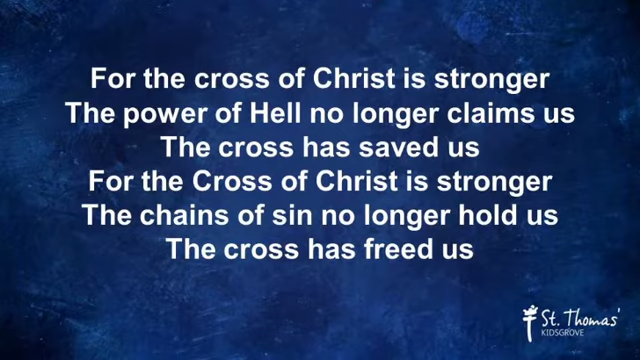 For the cross of Christ is stronger
The power of Hell no longer claims us
The cross has saved us
For the Cross of Christ is stronger
The chains of sin no longer hold us
The cross has freed us
St. Thomas'
KIDSGROVE